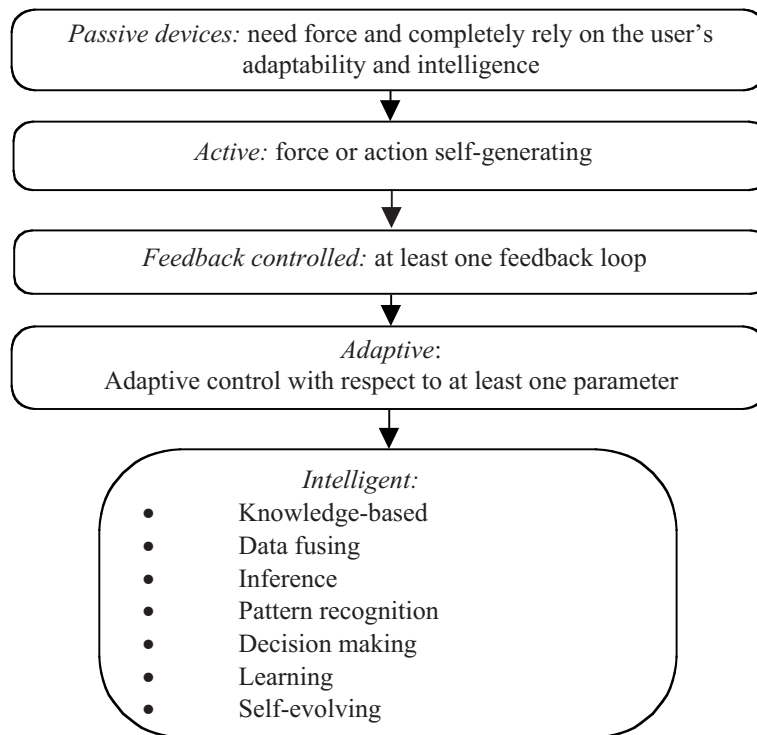 Passive devices: need force and completely rely on the user’s
adaptability and intelligence
Active: force or action self-generating
Feedback controlled: at least one feedback loop
Adaptive:
Adaptive control with respect to at least one parameter
Intelligent:
• Knowledge-based
• Data fusing
• Inference
• Pattern recognition
• Decision making
• Learning
• Self-evolving